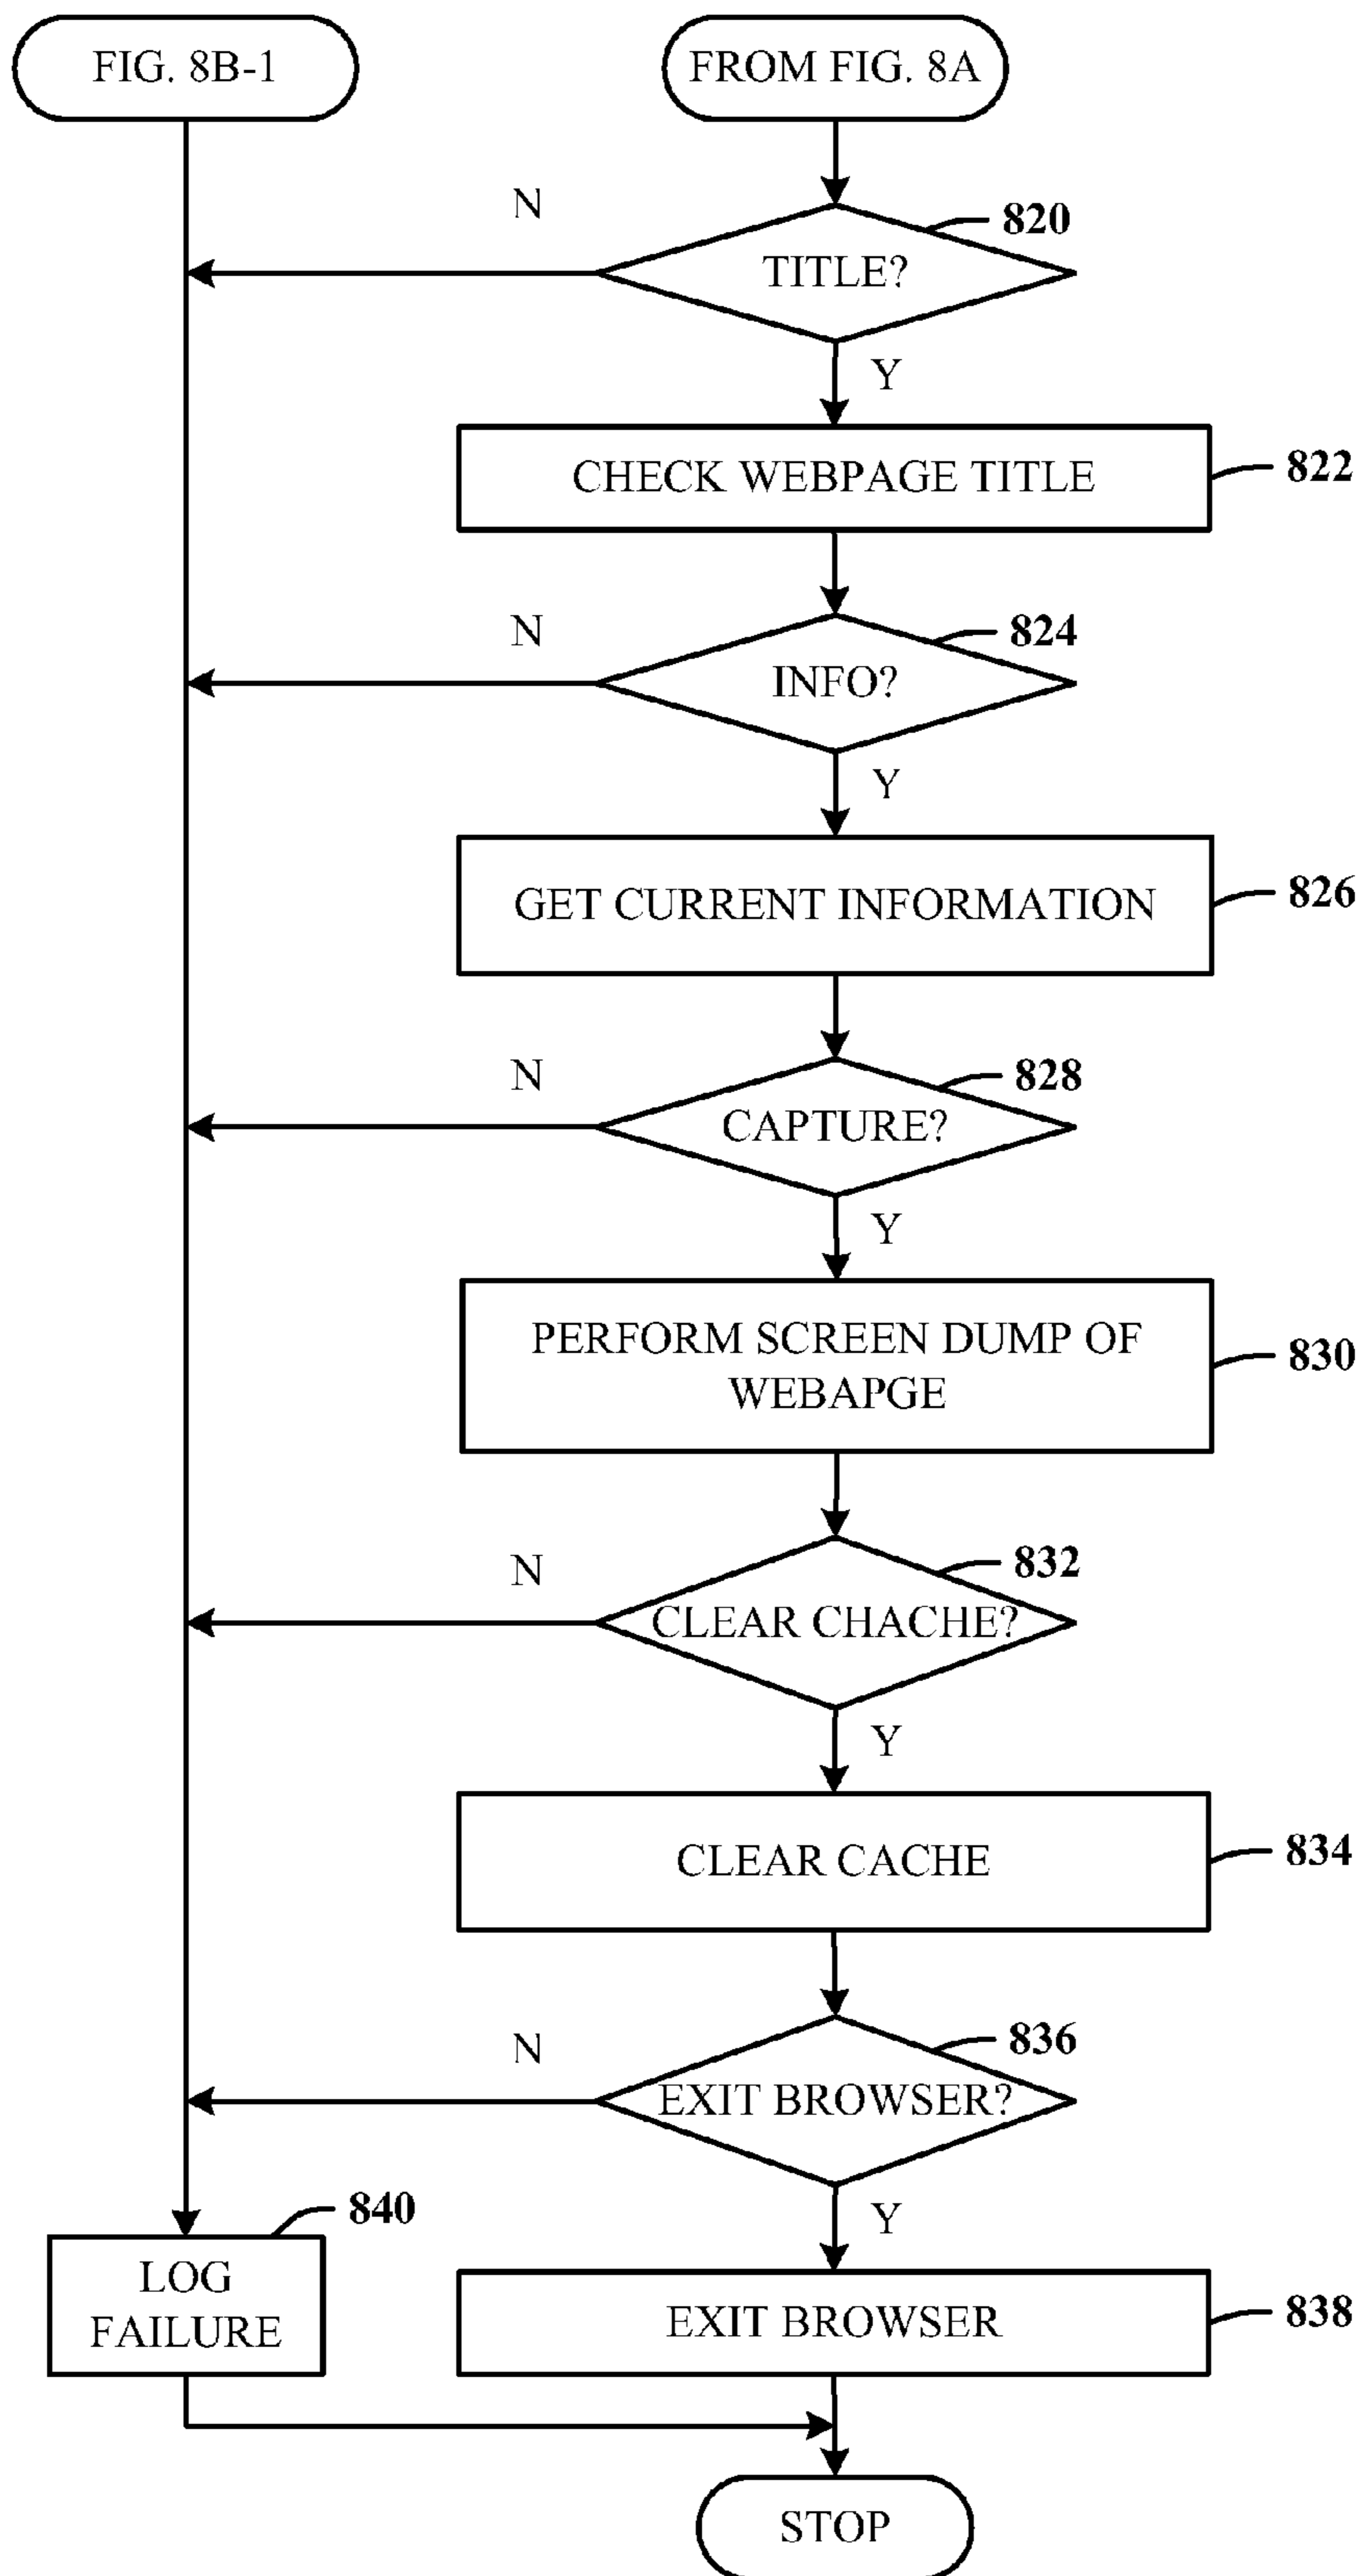 FIG. 8B-1
FROM FIG. 8A
N
820
TITLE?
Y
CHECK WEBPAGE TITLE
822
N
824
INFO?
Y
GET CURRENT INFORMATION
826
N
828
CAPTURE?
Y
PERFORM SCREEN DUMP OF
WEBAPGE
830
N
832
CLEAR CHACHE?
Y
CLEAR CACHE
834
N
836
EXIT BROWSER?
Y
840
LOG
FAILURE
EXIT BROWSER
838
STOP